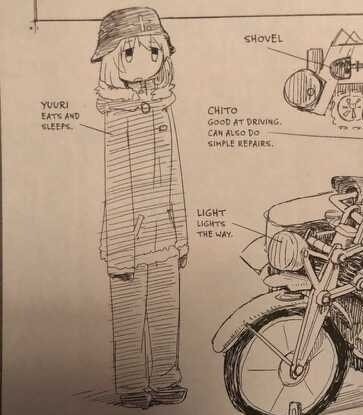 SHOVEL
YUURI
EATS AND
SLEEPS.
CHITO
GOOD AT DRIVING.
CAN ALSO DO
SIMPLE REPAIRS.
LIGHT
LIGHTS
THE WAY.